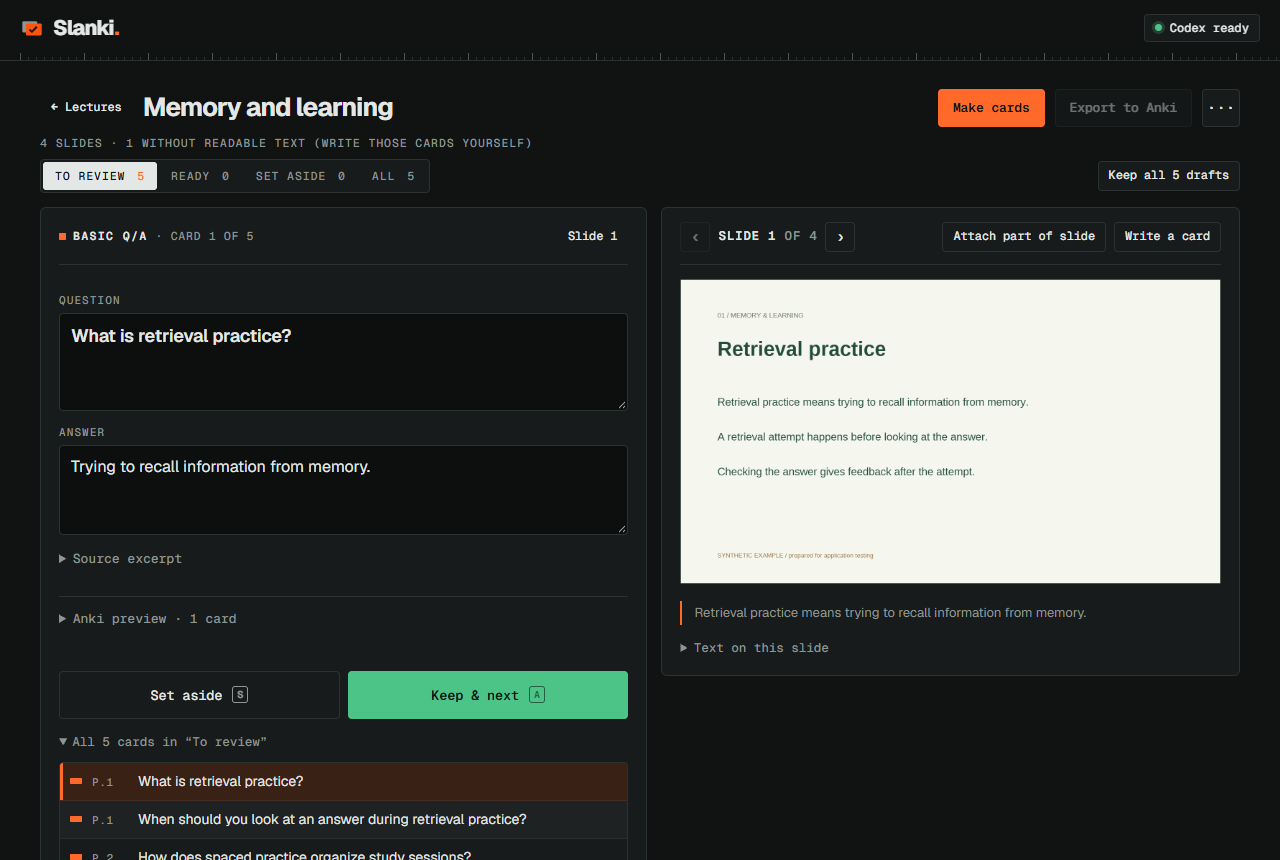 Slanki.
Codex ready
← Lectures
Memory and learning
Make cards
Export to Anki
···
4 SLIDES · 1 WITHOUT READABLE TEXT (WRITE THOSE CARDS YOURSELF)
TO REVIEW 5
READY 0
SET ASIDE 0
ALL 5
Keep all 5 drafts
BASIC Q/A · CARD 1 OF 5
Slide 1
QUESTION
What is retrieval practice?
ANSWER
Trying to recall information from memory.
Source excerpt
Anki preview · 1 card
Set aside S
Keep & next A
All 5 cards in “To review”
P.1 What is retrieval practice?
P.1 When should you look at an answer during retrieval practice?
P.2 How does spaced practice organize study sessions?
‹ SLIDE 1 OF 4 ›
Attach part of slide
Write a card
01 / MEMORY & LEARNING
Retrieval practice
Retrieval practice means trying to recall information from memory.
A retrieval attempt happens before looking at the answer.
Checking the answer gives feedback after the attempt.
SYNTHETIC EXAMPLE / prepared for application testing
Retrieval practice means trying to recall information from memory.
Text on this slide